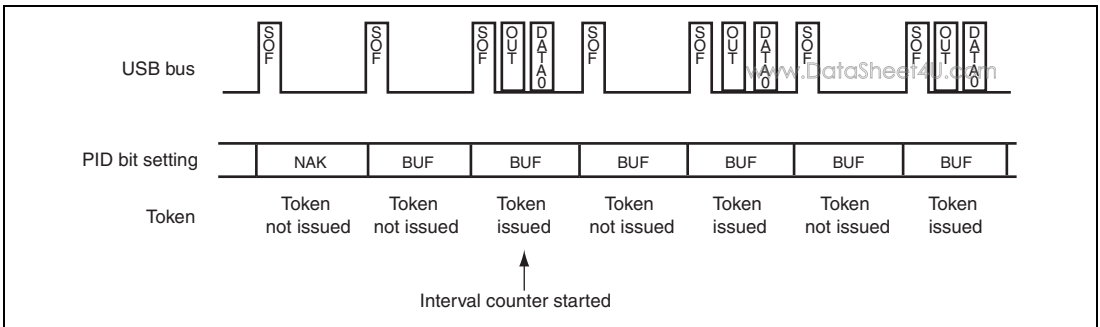 USB bus
SOF SOF SOF OUT DATA0 SOF SOF OUT DATA0 SOF SOF OUT DATA0
www.DataSheet4U.com
PID bit setting NAK BUF BUF BUF BUF BUF BUF
Token Token not issued Token not issued Token issued Token not issued Token issued Token not issued Token issued
Interval counter started